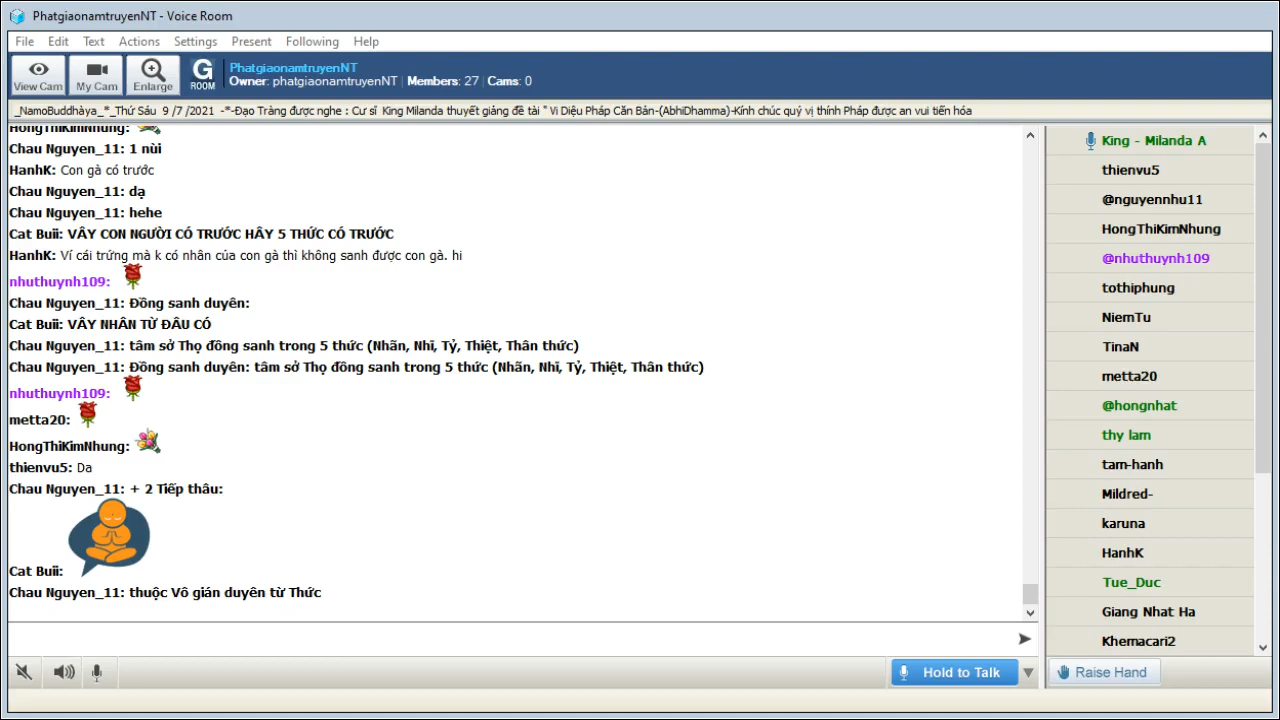 PhatgiaonamtruyenNT - Voice Room
File Edit Text Actions Settings Present Following Help
View Cam
My Cam
Enlarge
G ROOM
PhatgiaonamtruyenNT
Owner: phatgiaonamtruyenNT | Members: 27 | Cams: 0
_NamoBuddhàya_*_Thứ Sáu 9 /7 /2021 -*-Đạo Tràng được nghe : Cư sĩ King Milanda thuyết giảng đề tài " Vi Diệu Pháp Căn Bản-(AbhiDhamma)-Kính chúc quý vị thính Pháp được an vui tiến hóa
HongThiKimNhung:
Chau Nguyen_11: 1 nùi
HanhK: Con gà có trước
Chau Nguyen_11: dạ
Chau Nguyen_11: hehe
Cat Buii: VÂY CON NGƯỜI CÓ TRƯỚC HÂY 5 THỨC CÓ TRƯỚC
HanhK: Ví cái trứng mà k có nhân của con gà thì không sanh được con gà. hi
nhuthuynh109:
Chau Nguyen_11: Đồng sanh duyên:
Cat Buii: VÂY NHÂN TỪ ĐÂU CÓ
Chau Nguyen_11: tâm sở Thọ đồng sanh trong 5 thức (Nhãn, Nhĩ, Tỷ, Thiệt, Thân thức)
Chau Nguyen_11: Đồng sanh duyên: tâm sở Thọ đồng sanh trong 5 thức (Nhãn, Nhĩ, Tỷ, Thiệt, Thân thức)
nhuthuynh109:
metta20:
HongThiKimNhung:
thienvu5: Da
Chau Nguyen_11: + 2 Tiếp thâu:
Cat Buii:
Chau Nguyen_11: thuộc Vô gián duyên từ Thức
King - Milanda A
thienvu5
@nguyennhu11
HongThiKimNhung
@nhuthuynh109
tothiphung
NiemTu
TinaN
metta20
@hongnhat
thy lam
tam-hanh
Mildred-
karuna
HanhK
Tue_Duc
Giang Nhat Ha
Khemacari2
Hold to Talk
Raise Hand